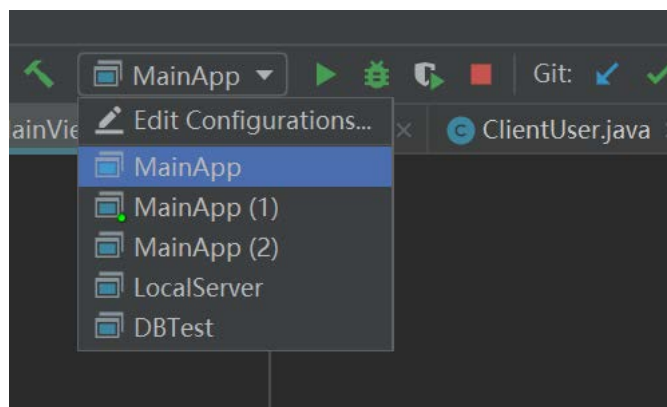 MainApp Git:
ainVie ClientUser.java
Edit Configurations...
MainApp
MainApp (1)
MainApp (2)
LocalServer
DBTest